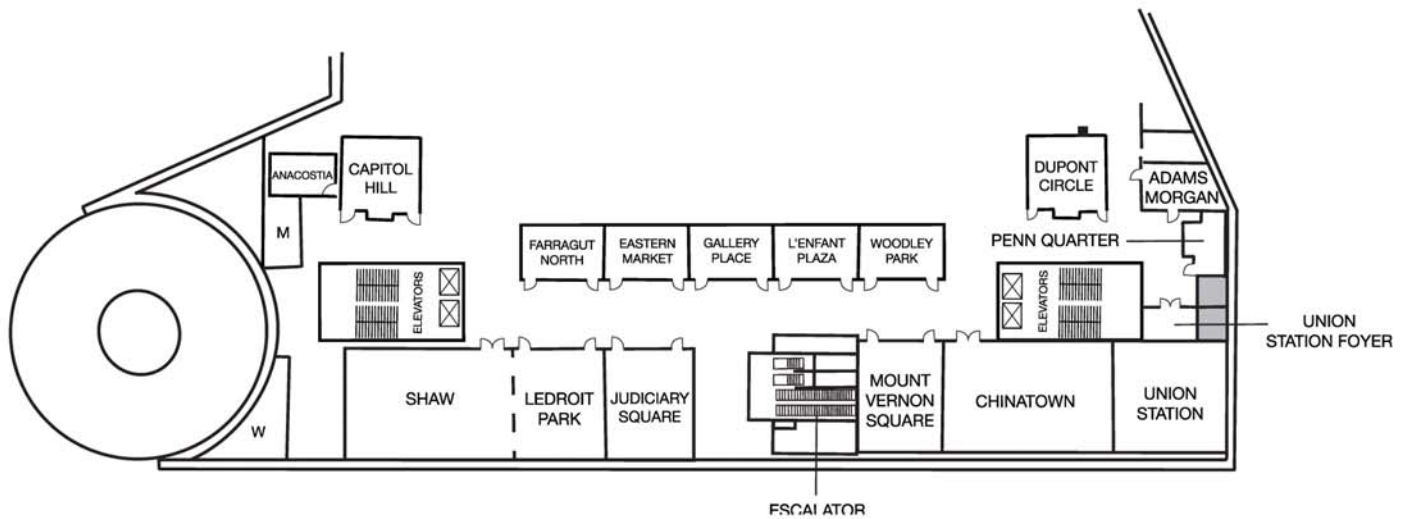 ANACOSTIA
CAPITOL
HILL
M
DUPONT
CIRCLE
ADAMS
MORGAN
PENN QUARTER
FARRAGUT
NORTH
EASTERN
MARKET
GALLERY
PLACE
L'ENFANT
PLAZA
WOODLEY
PARK
ELEVATORS
ELEVATORS
UNION
STATION FOYER
SHAW
LEDROIT
PARK
JUDICIARY
SQUARE
MOUNT
VERNON
SQUARE
CHINATOWN
UNION
STATION
W
ESCALATOR